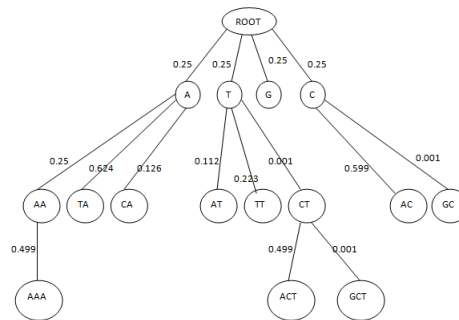 ROOT
0.25 0.25 0.25 0.25
A T G C
0.25 0.624 0.126 0.112 0.223 0.001 0.599 0.001
AA TA CA AT TT CT AC GC
0.499 0.499 0.001
AAA ACT GCT